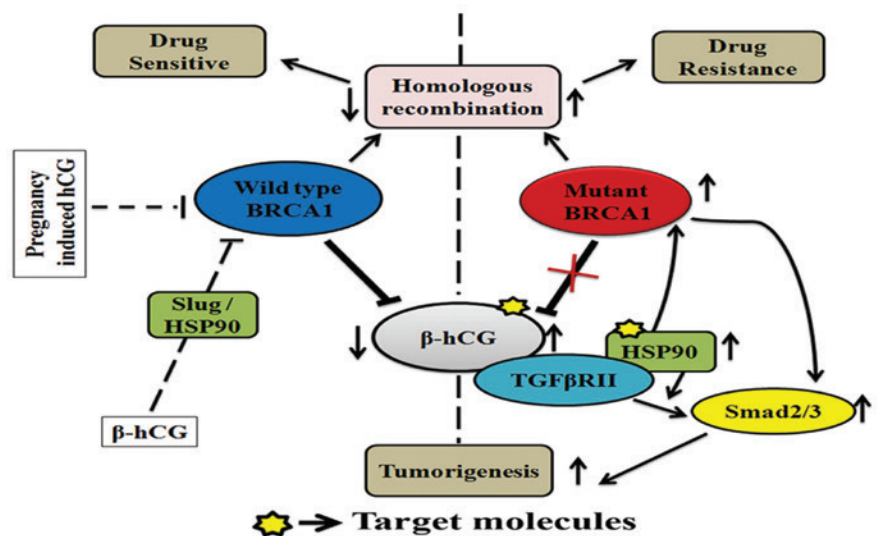 Drug
Sensitive
Homologous
recombination
Drug
Resistance
Pregnancy
induced hCG
Wild type
BRCA1
Mutant
BRCA1
Slug /
HSP90
β-hCG
HSP90
TGFβRII
Smad2/3
β-hCG
Tumorigenesis
Target molecules